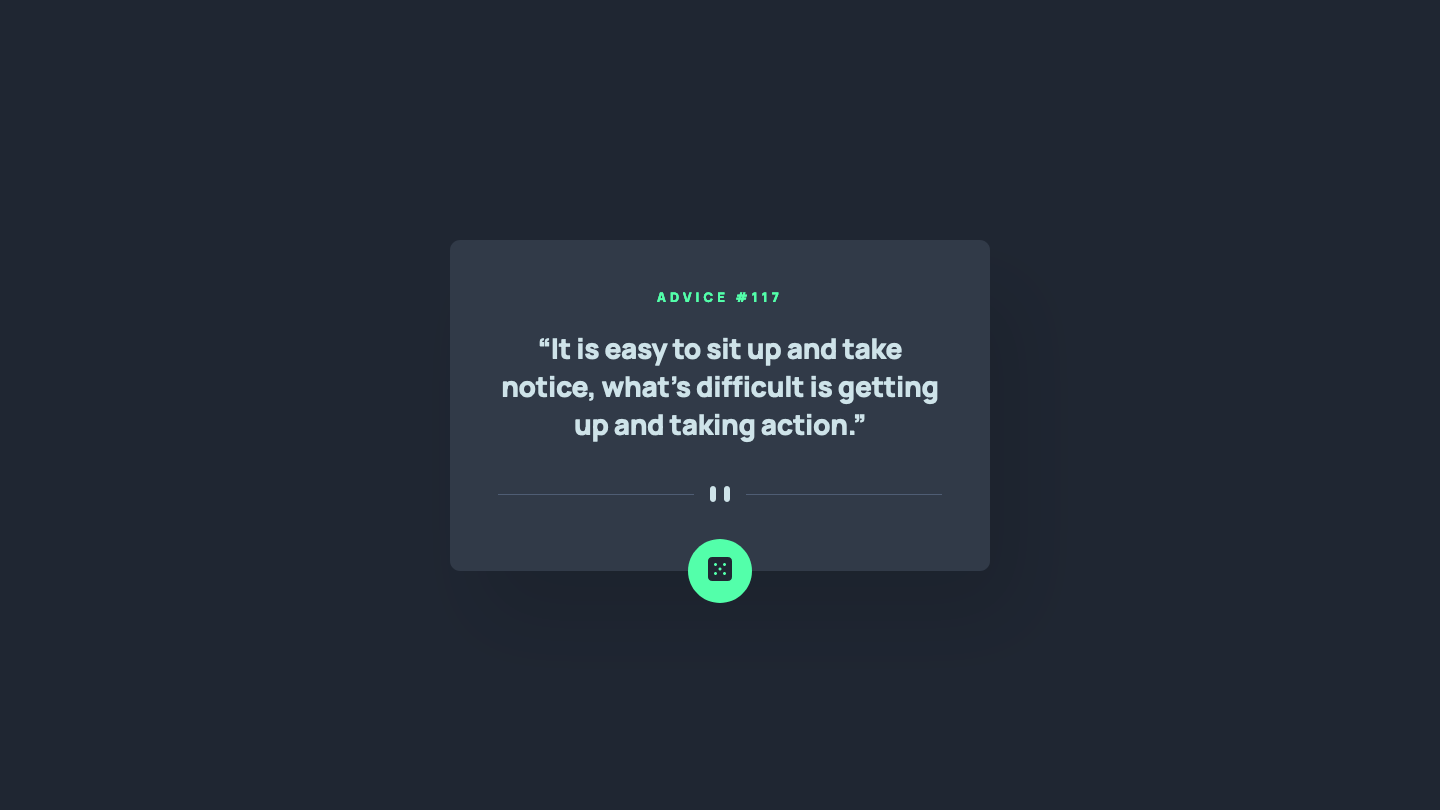 ADVICE #117
“It is easy to sit up and take
notice, what’s difficult is getting
up and taking action.”